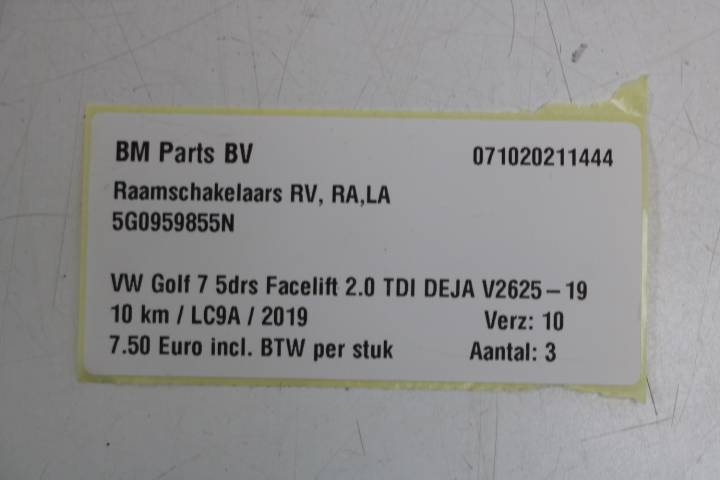 BM Parts BV 071020211444
Raamschakelaars RV, RA,LA
5G0959855N
VW Golf 7 5drs Facelift 2.0 TDI DEJA V2625-19
10 km / LC9A / 2019 Verz: 10
7.50 Euro incl. BTW per stuk Aantal: 3